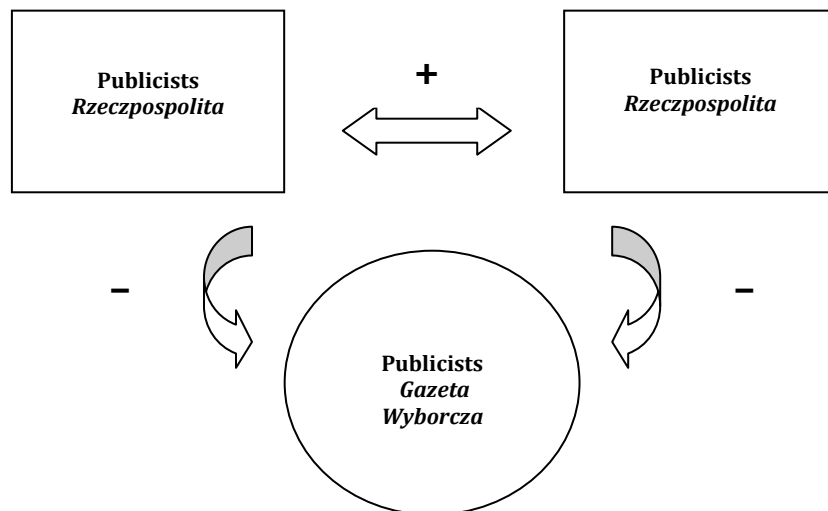 Publicists
Rzeczpospolita
+
Publicists
Rzeczpospolita
–
–
Publicists
Gazeta
Wyborcza